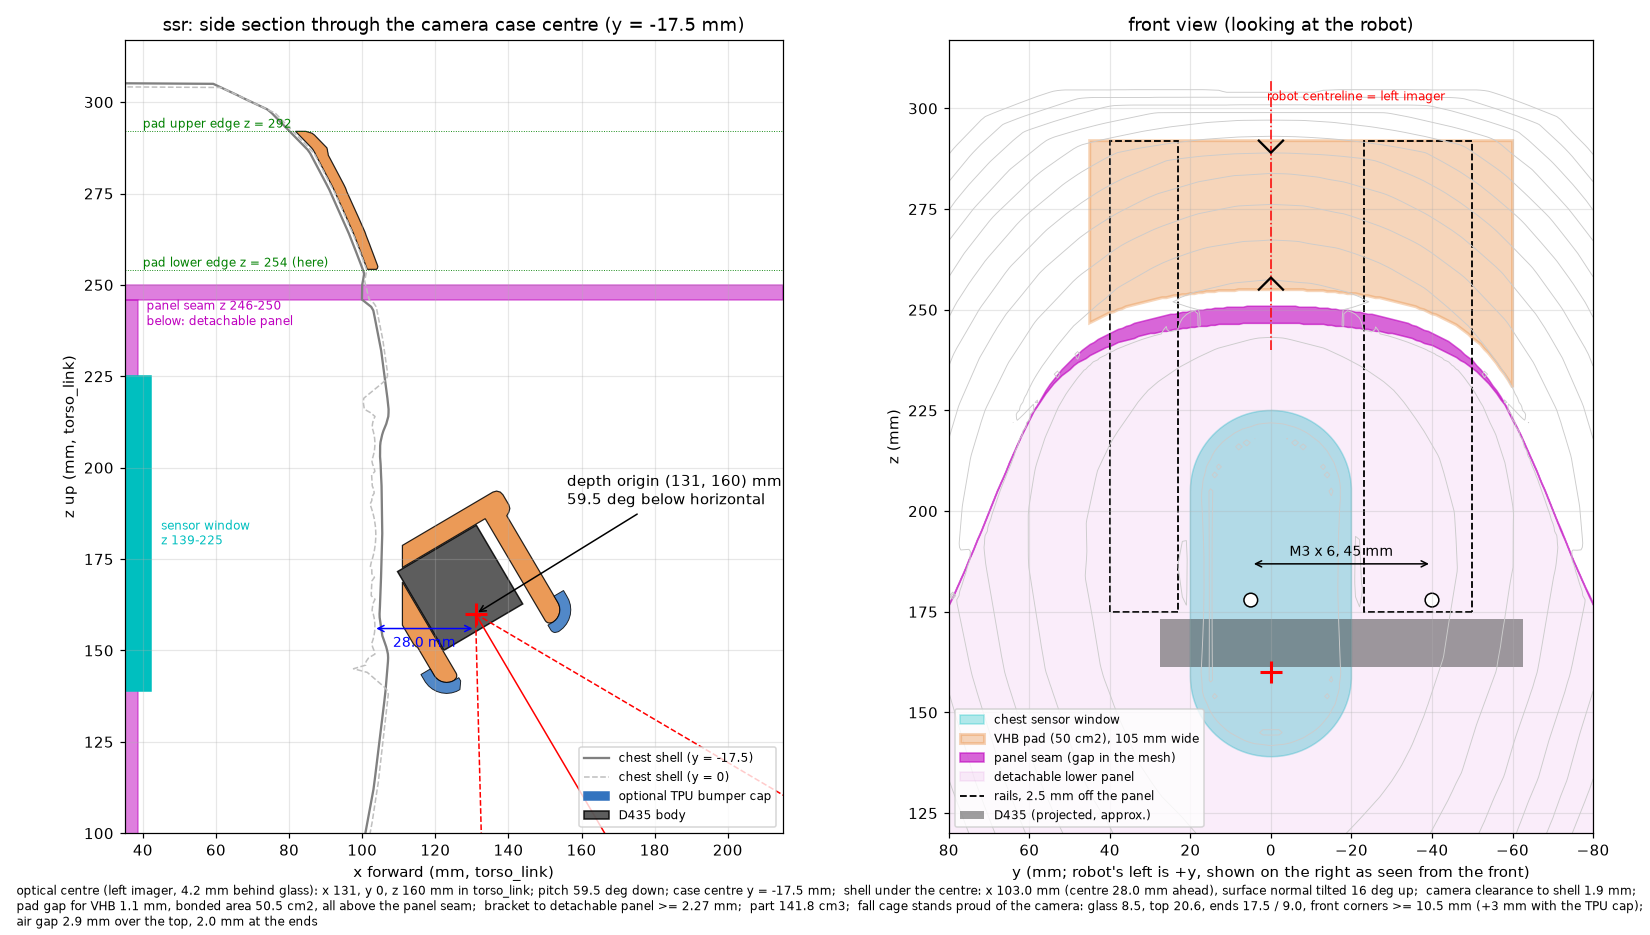 ssr: side section through the camera case centre (y = -17.5 mm)
pad upper edge z = 292
pad lower edge z = 254 (here)
panel seam z 246-250
below: detachable panel
sensor window
z 139-225
depth origin (131, 160) mm
59.5 deg below horizontal
28.0 mm
chest shell (y = -17.5)
chest shell (y = 0)
optional TPU bumper cap
D435 body
300
275
250
225
200
175
150
125
100
40
60
80
100
120
140
160
180
200
z up (mm, torso_link)
x forward (mm, torso_link)
front view (looking at the robot)
robot centreline = left imager
M3 x 6, 45 mm
chest sensor window
VHB pad (50 cm2), 105 mm wide
panel seam (gap in the mesh)
detachable lower panel
rails, 2.5 mm off the panel
D435 (projected, approx.)
300
275
250
225
200
175
150
125
80
60
40
20
0
−20
−40
−60
−80
z (mm)
y (mm; robot's left is +y, shown on the right as seen from the front)
optical centre (left imager, 4.2 mm behind glass): x 131, y 0, z 160 mm in torso_link; pitch 59.5 deg down; case centre y = -17.5 mm; shell under the centre: x 103.0 mm (centre 28.0 mm ahead), surface normal tilted 16 deg up; camera clearance to shell 1.9 mm;
pad gap for VHB 1.1 mm, bonded area 50.5 cm2, all above the panel seam; bracket to detachable panel >= 2.27 mm; part 141.8 cm3; fall cage stands proud of the camera: glass 8.5, top 20.6, ends 17.5 / 9.0, front corners >= 10.5 mm (+3 mm with the TPU cap);
air gap 2.9 mm over the top, 2.0 mm at the ends